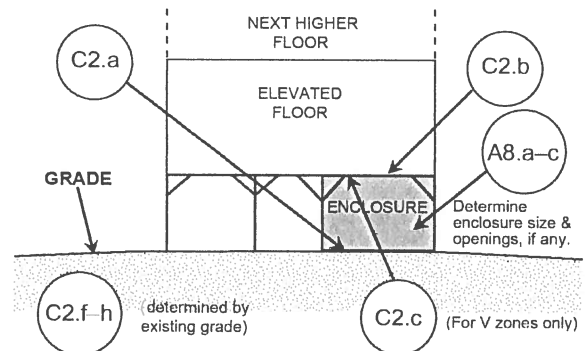 NEXT HIGHER
FLOOR
C2.a
C2.b
ELEVATED
FLOOR
A8.a–c
GRADE
ENCLOSURE
Determine
enclosure size &
openings, if any.
C2.f–h
(determined by
existing grade)
C2.c
(For V zones only)